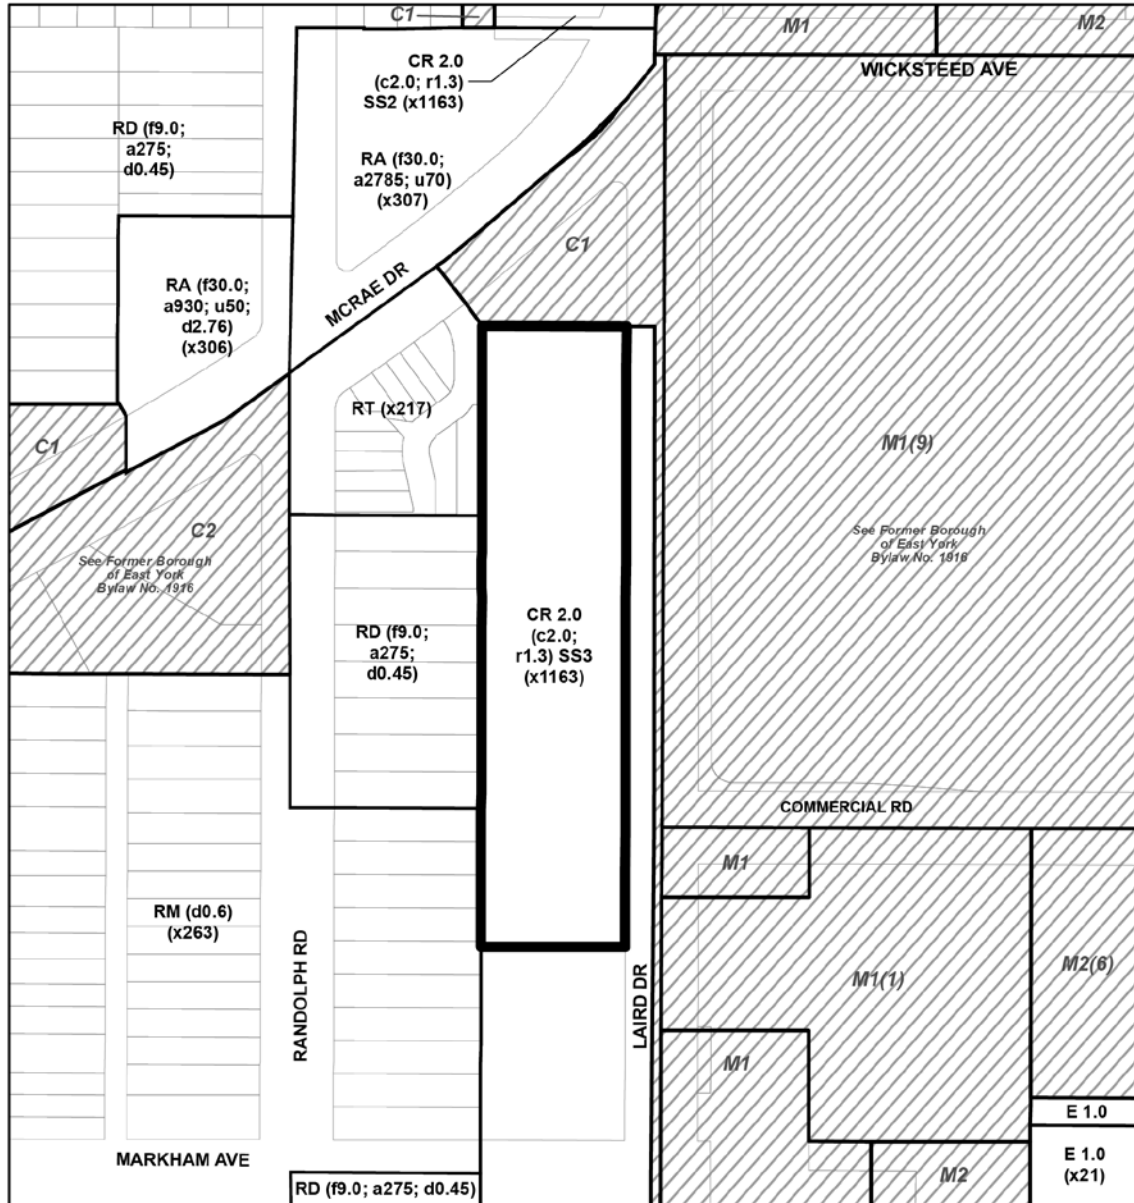 C1
M1
M2
CR 2.0
(c2.0; r1.3)
SS2 (x1163)
WICKSTEED AVE
RD (f9.0;
a275;
d0.45)
RA (f30.0;
a2785; u70)
(x307)
C1
RA (f30.0;
a930; u50;
d2.76)
(x306)
MCRAE DR
RT (x217)
C1
M1(9)
See Former Borough
of East York
Bylaw No. 1916
C2
See Former Borough
of East York
Bylaw No. 1916
CR 2.0
(c2.0;
r1.3) SS3
(x1163)
RD (f9.0;
a275;
d0.45)
COMMERCIAL RD
M1
RM (d0.6)
(x263)
RANDOLPH RD
LAIRD DR
M1(1)
M2(6)
M1
E 1.0
MARKHAM AVE
RD (f9.0; a275; d0.45)
M2
E 1.0
(x21)